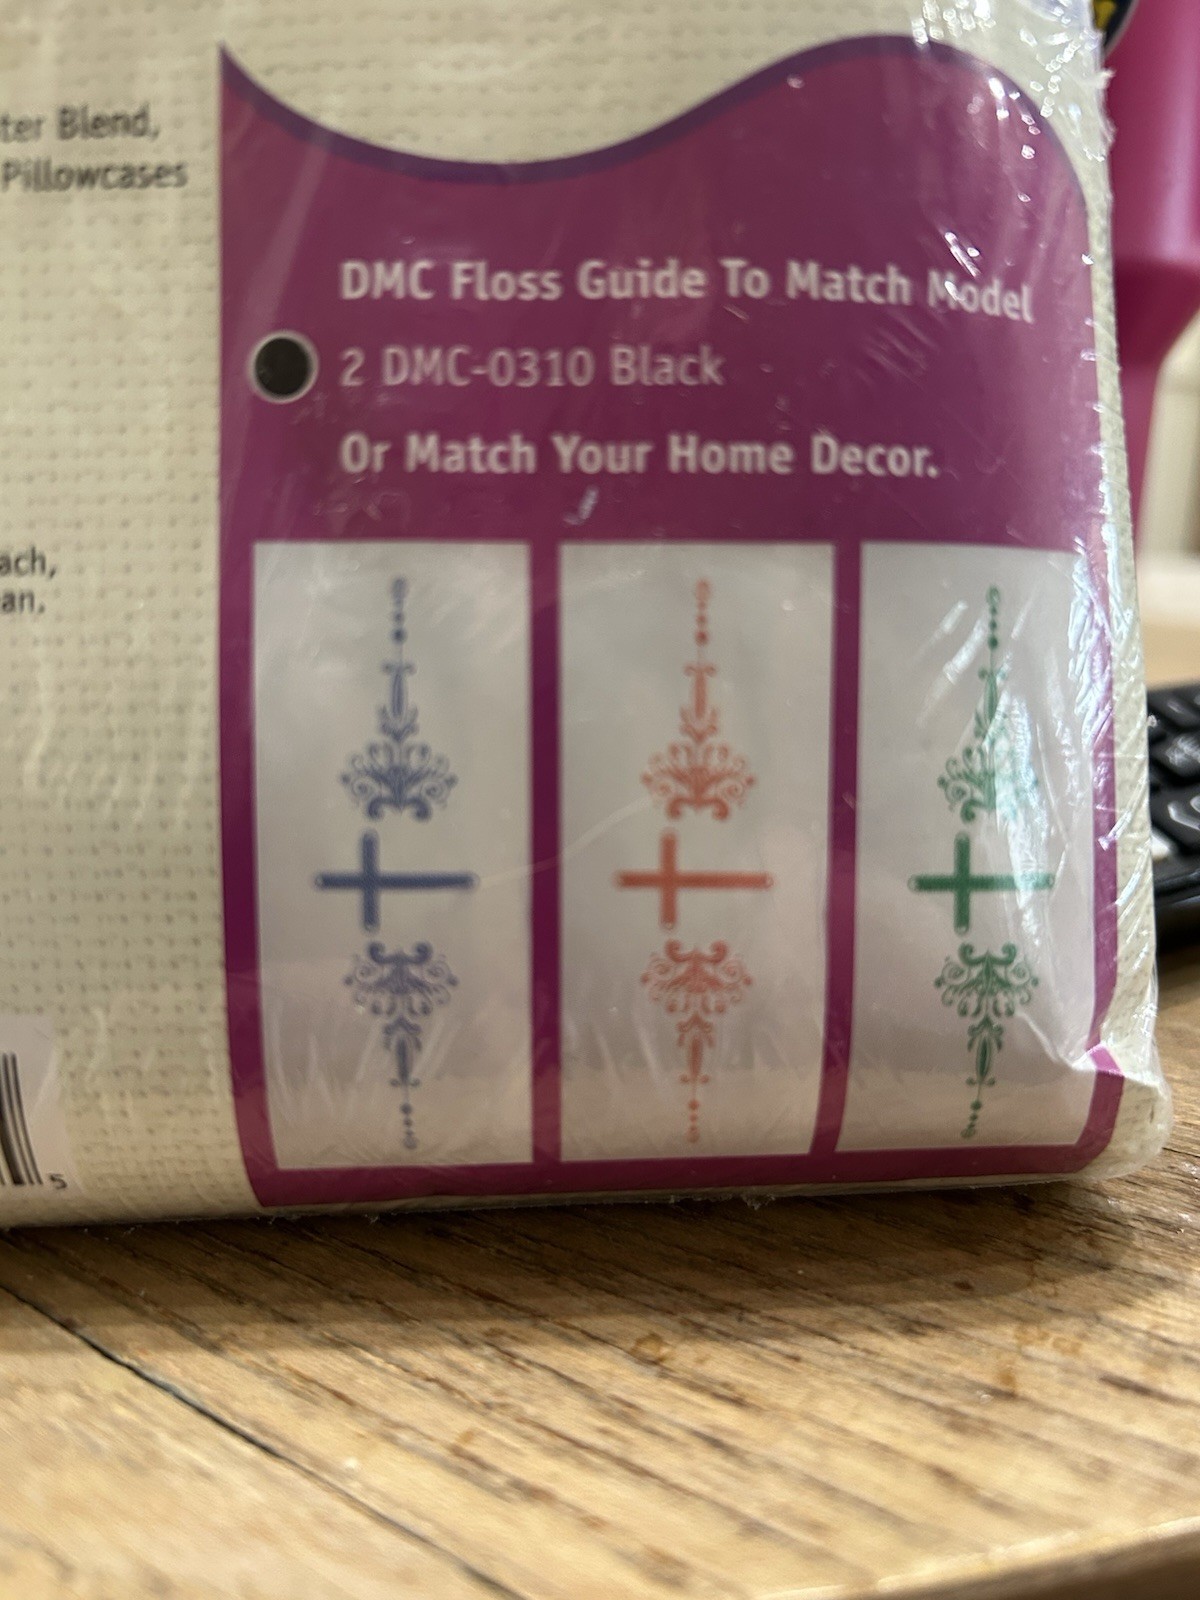 ter Blend,
Pillowcases
DMC Floss Guide To Match Model
2 DMC-0310 Black
Or Match Your Home Decor.
ach,
an.
5